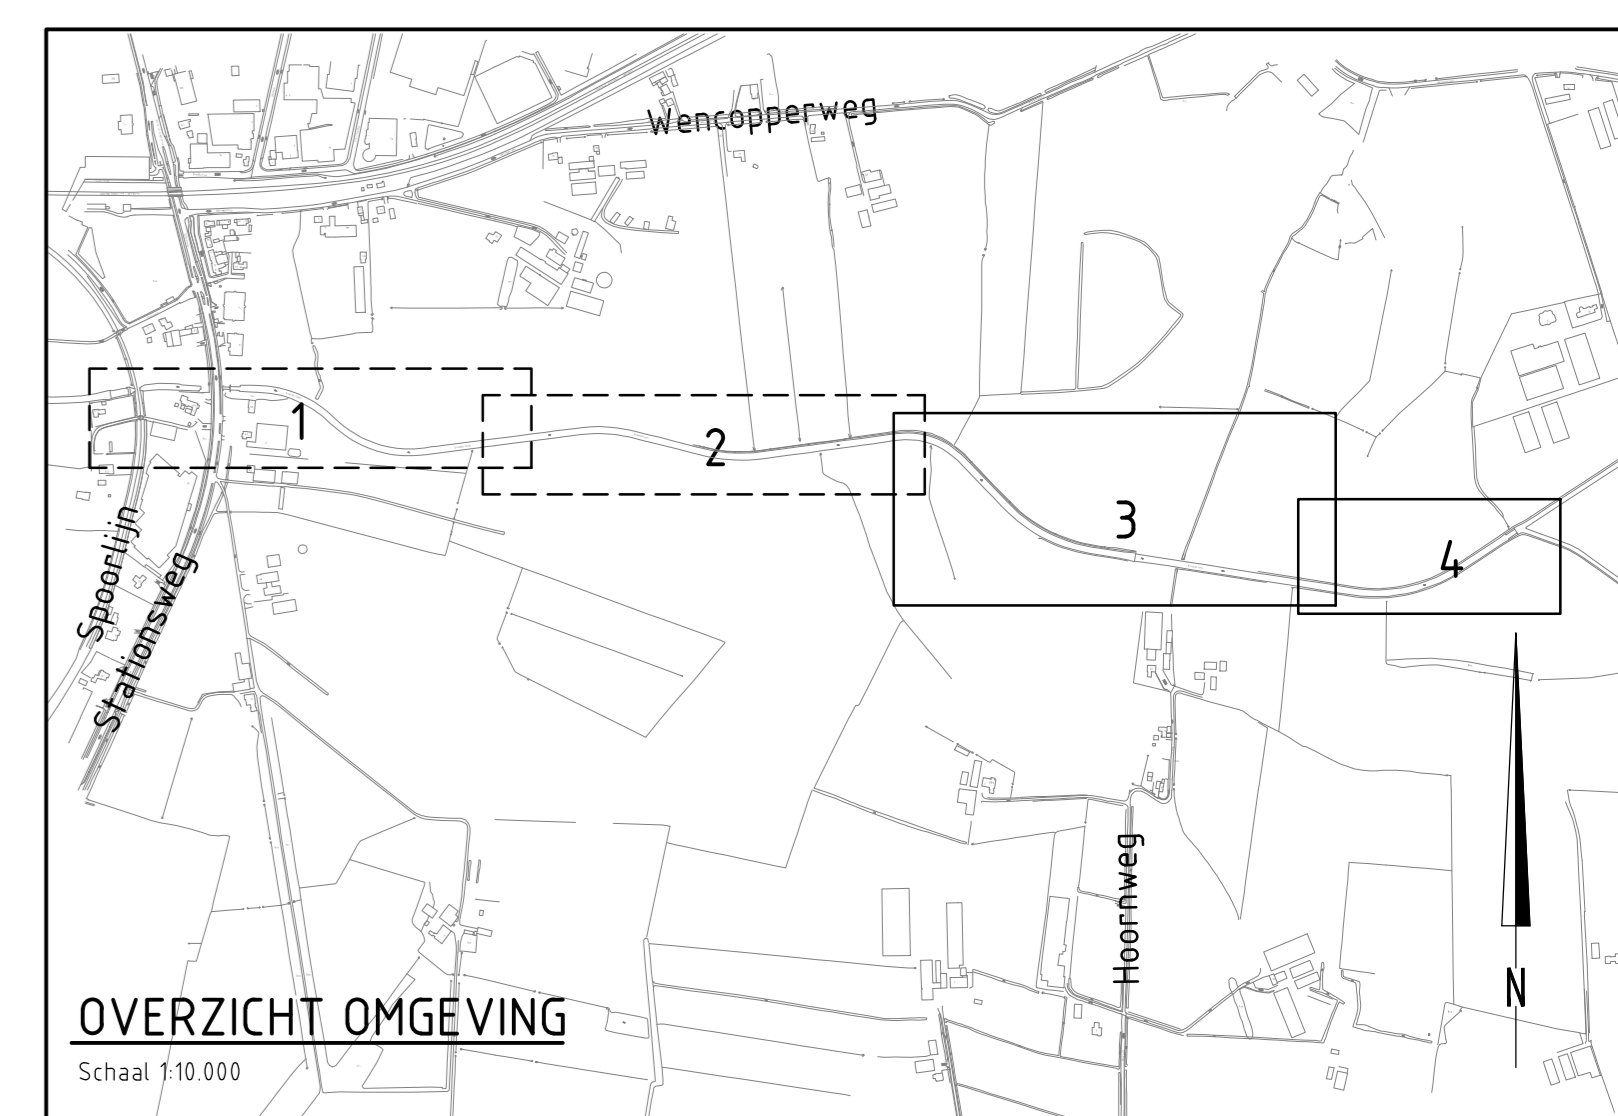 Wencopperweg
1
2
3
4
Spoorlijn
Stationsweg
Hoornweg
N
OVERZICHT OMGEVING
Schaal 1:10.000